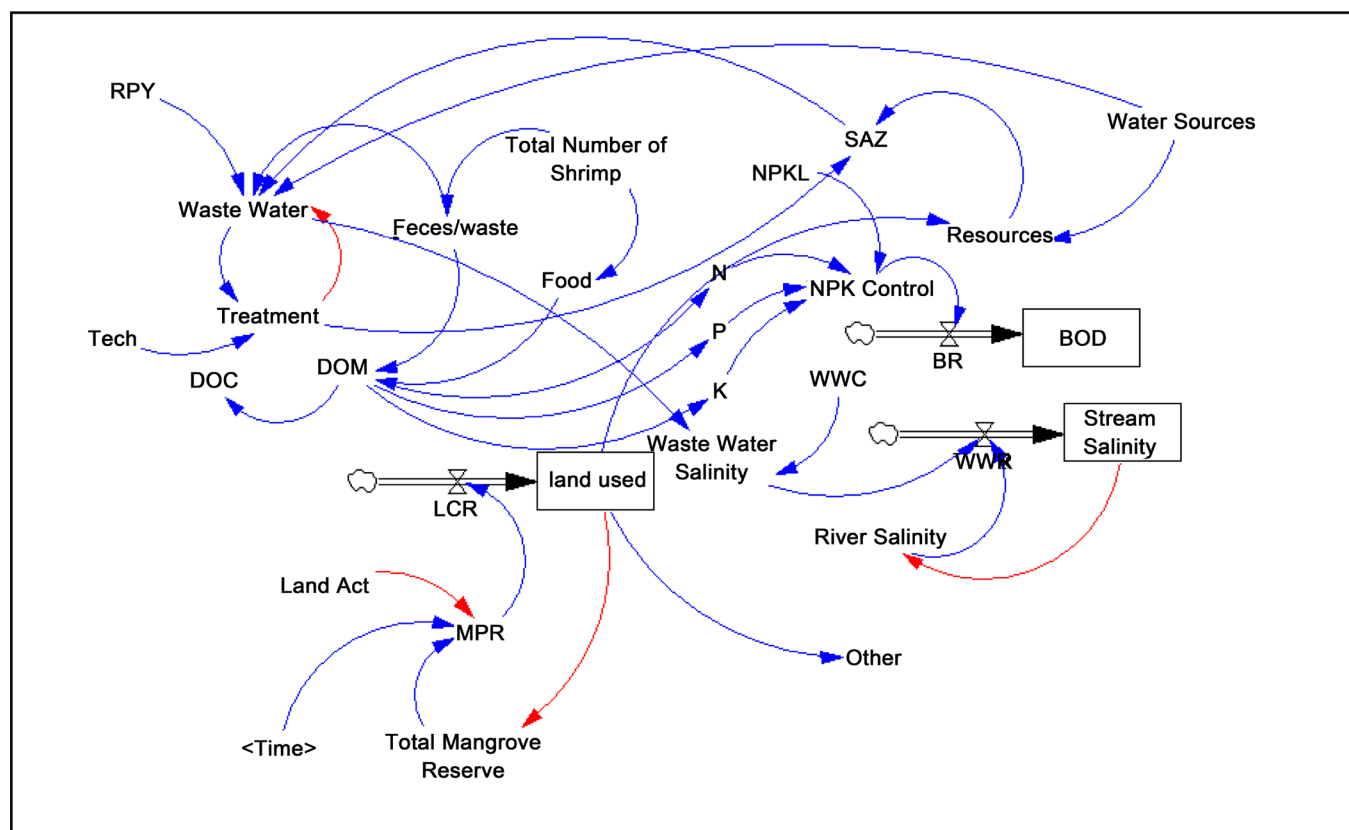 RPY
Water Sources
SAZ
Total Number of
Shrimp
NPKL
Waste Water
Feces/waste
Resources
N
Food
NPK Control
Treatment
P
Tech
BR
BOD
DOM
DOC
WWC
K
Waste Water
Salinity
Stream
Salinity
WWR
land used
LCR
River Salinity
Land Act
MPR
Other
<Time>
Total Mangrove
Reserve